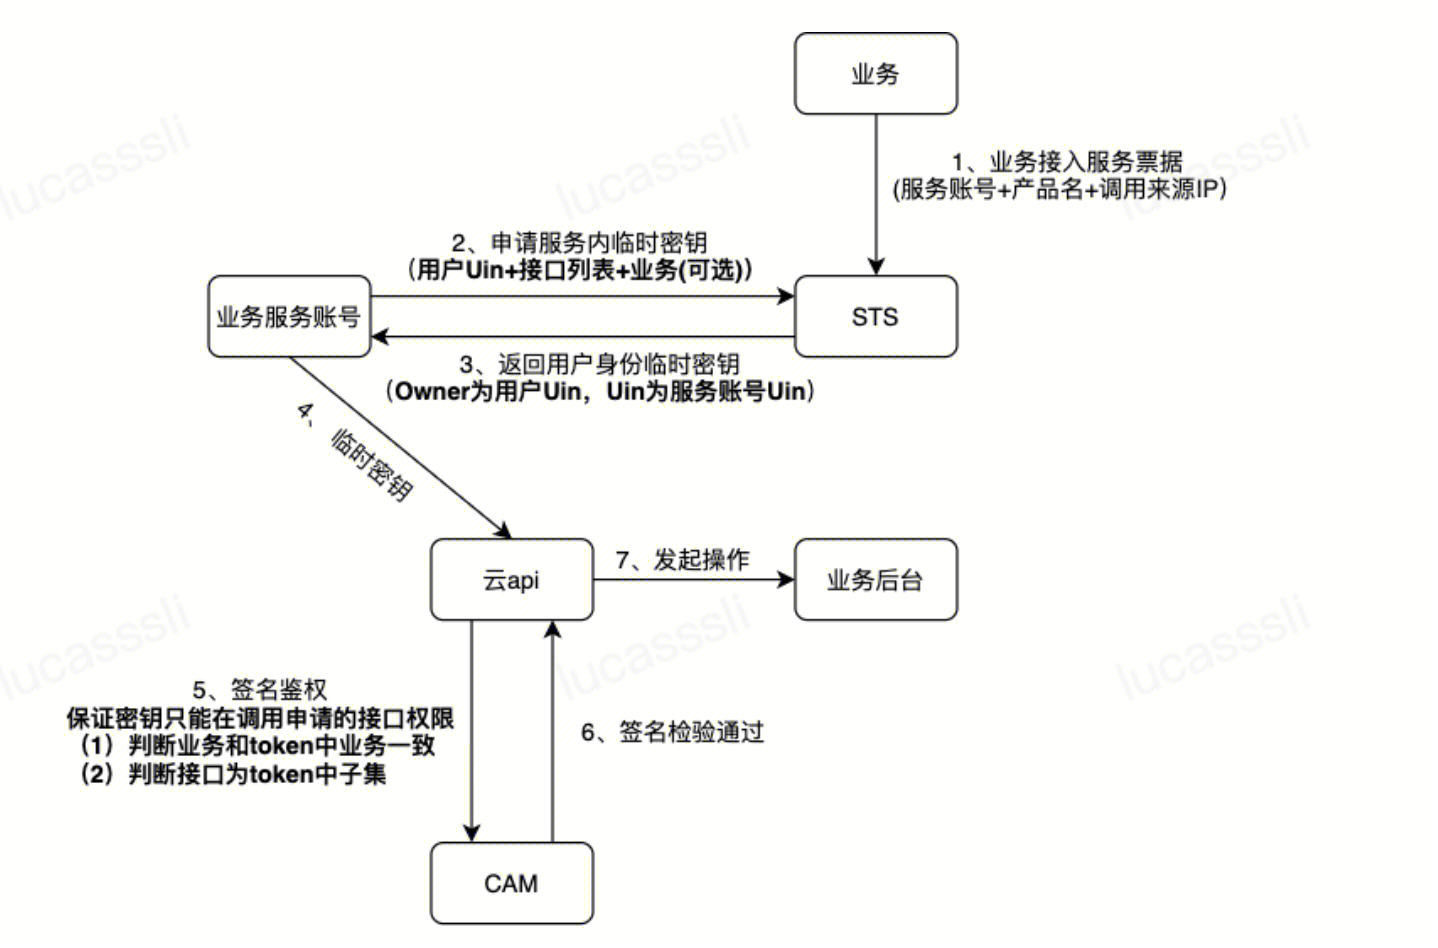 业务
1、业务接入服务票据
(服务账号+产品名+调用来源IP）
2、申请服务内临时密钥
（用户Uin+接口列表+业务(可选)）
业务服务账号
STS
3、返回用户身份临时密钥
（Owner为用户Uin，Uin为服务账号Uin）
4、临时密钥
云api
7、发起操作
业务后台
5、签名鉴权
保证密钥只能在调用申请的接口权限
（1）判断业务和token中业务一致
（2）判断接口为token中子集
6、签名检验通过
CAM
lucasssli
lucasssli
lucasssli
lucasssli
lucasssli
lucasssli